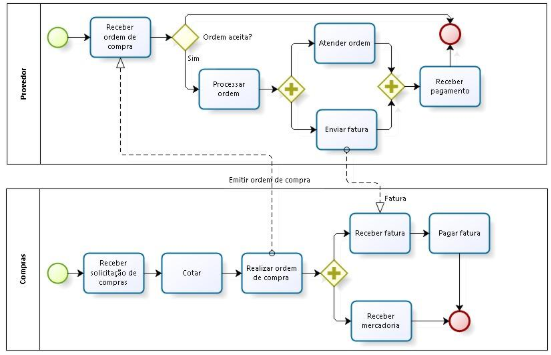 Provedor
Receber
ordem de
compra
Ordem aceita?
Sim
Processar
ordem
Atender ordem
Enviar fatura
Receber
pagamento
Emitir ordem de compra
Fatura
Compras
Receber
solicitação de
compras
Cotar
Realizar ordem
de compra
Receber fatura
Pagar fatura
Receber
mercadoria